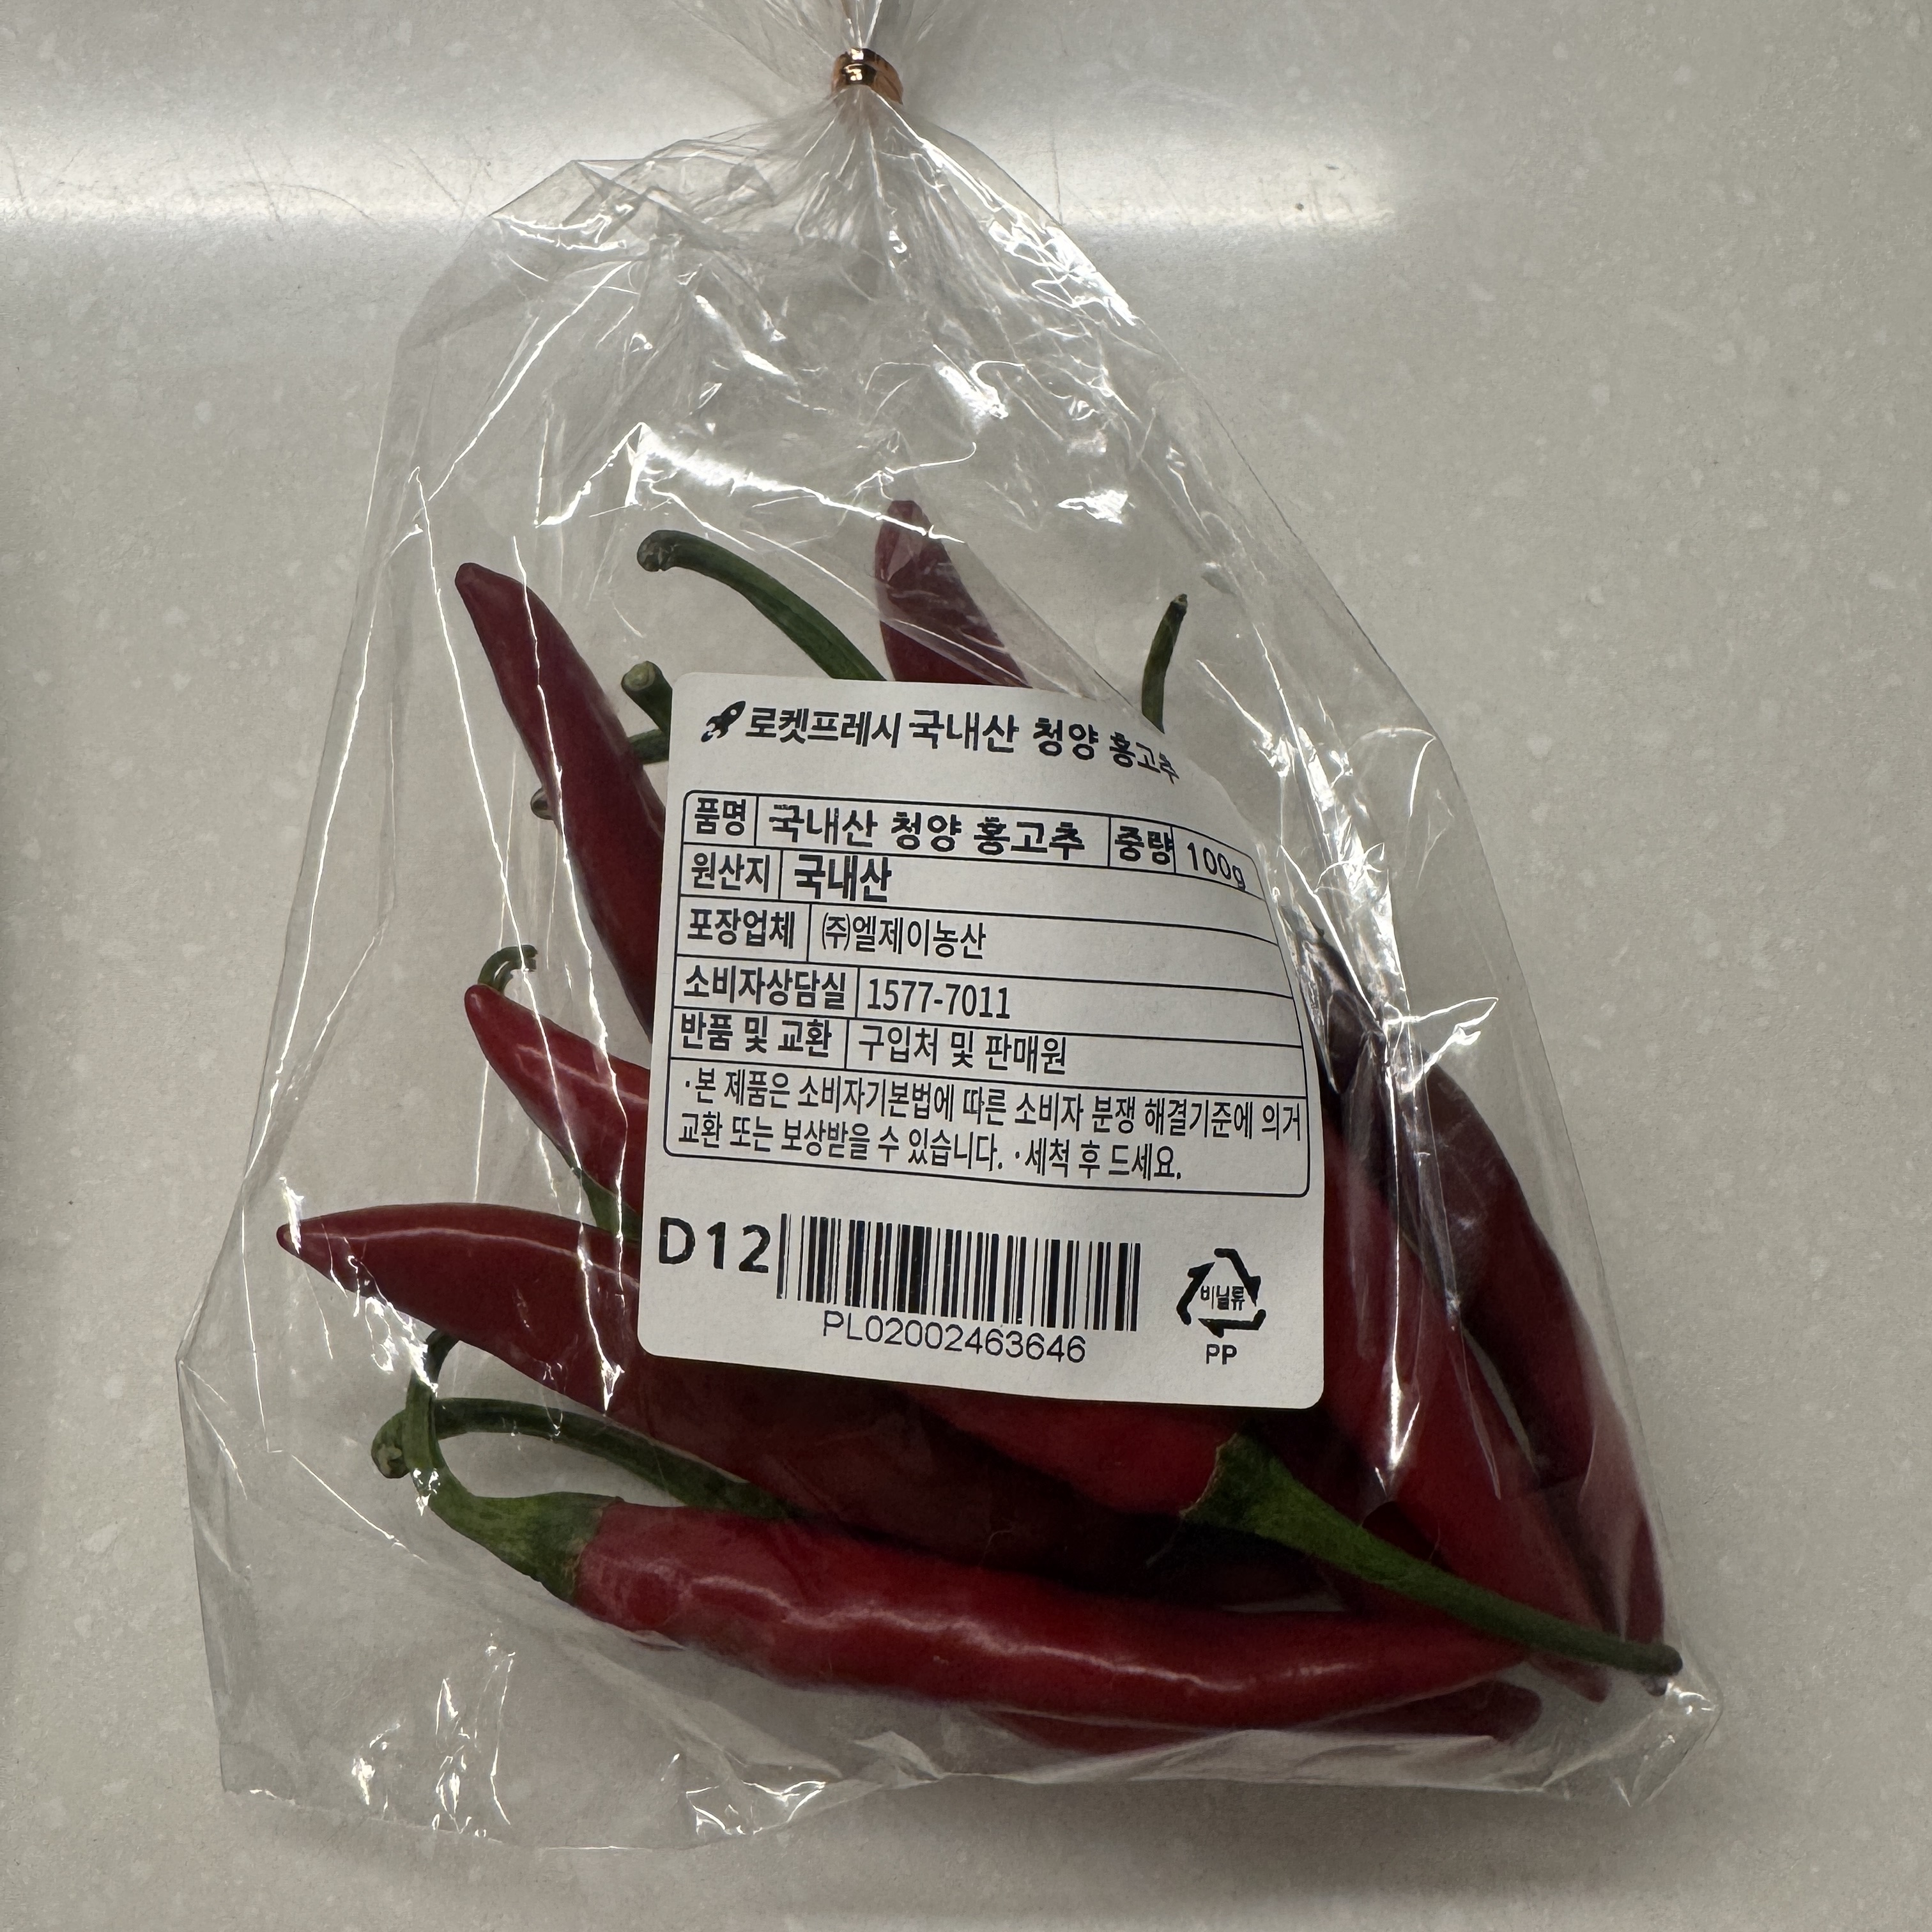 로켓프레시 국내산 청양 홍고추
품명 국내산 청양 홍고추 중량 100g
원산지 국내산
포장업체 ㈜엘제이농산
소비자상담실 1577-7011
반품 및 교환 구입처 및 판매원
·본 제품은 소비자기본법에 따른 소비자 분쟁 해결기준에 의거
교환 또는 보상받을 수 있습니다. ·세척 후 드세요.
D12
PL02002463646
비닐류
PP